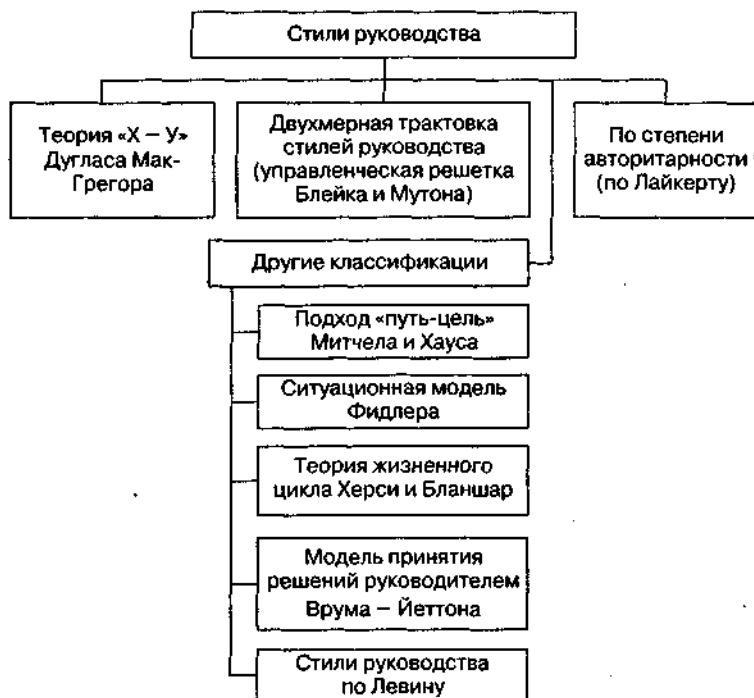 Стили руководства
Теория «Х – У»
Дугласа Мак-
Грегора
Двухмерная трактовка
стилей руководства
(управленческая решетка
Блейка и Мутона)
По степени
авторитарности
(по Лайкерту)
Другие классификации
Подход «путь-цель»
Митчела и Хауса
Ситуационная модель
Фидлера
Теория жизненного
цикла Херси и Бланшар
Модель принятия
решений руководителем
Врума – Йеттона
Стили руководства
по Левину